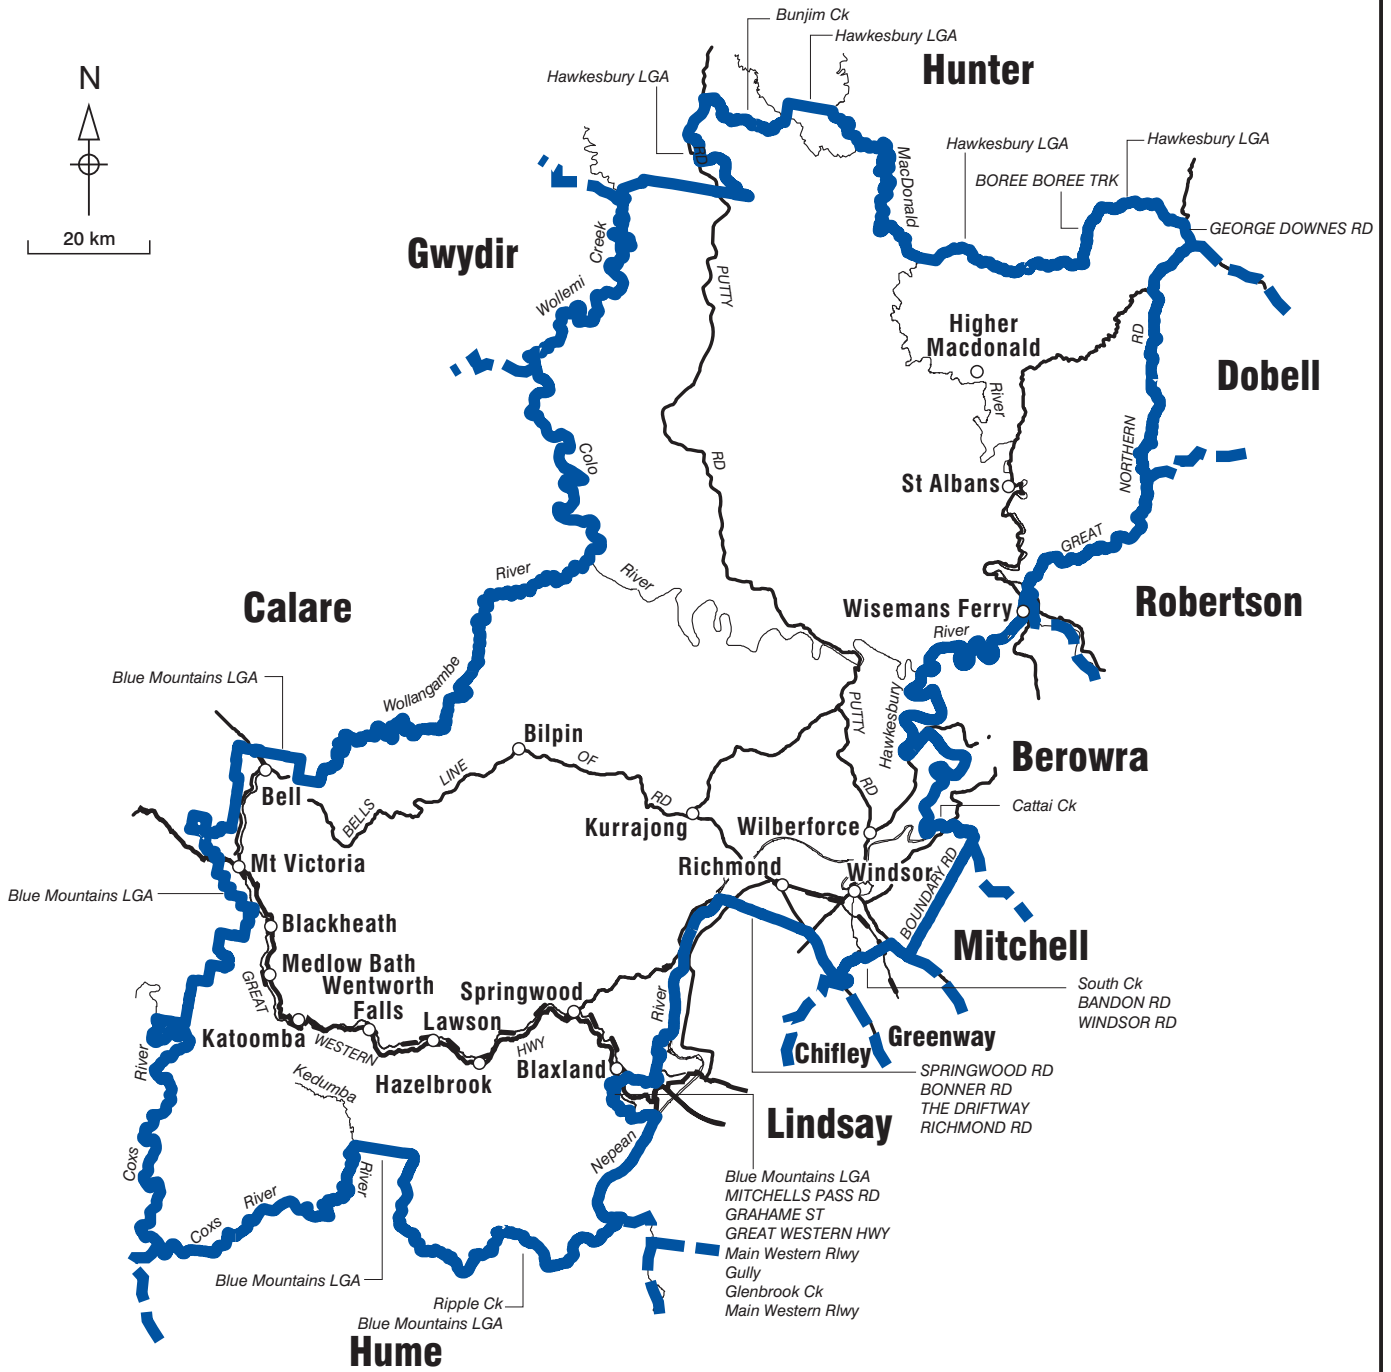 Bunjim Ck
Hawkesbury LGA
Hunter
N
Hawkesbury LGA
Hawkesbury LGA
Hawkesbury LGA
BOREE BOREE TRK
RD
MacDonald
GEORGE DOWNES RD
20 km
Gwydir
Creek
Wollemi
PUTTY
Higher
Macdonald
RD
River
Dobell
Colo
RD
NORTHERN
St Albans
GREAT
River
River
Calare
Wisemans Ferry
River
Robertson
Blue Mountains LGA
Wollangambe
PUTTY
Hawkesbury
Bilpin
OF
Berowra
Bell
LINE
RD
BELLS
RD
Cattai Ck
Kurrajong
Wilberforce
Mt Victoria
Richmond
Windsor
Blue Mountains LGA
BOUNDARY RD
Blackheath
Mitchell
Medlow Bath
GREAT
Wentworth
Falls
Springwood
River
South Ck
BANDON RD
WINDSOR RD
Katoomba
WESTERN
Lawson
HWY
Greenway
Chifley
River
Hazelbrook
Blaxland
Kedumba
SPRINGWOOD RD
BONNER RD
THE DRIFTWAY
RICHMOND RD
Lindsay
Coxs
River
Nepean
River
Coxs
Blue Mountains LGA
MITCHELLS PASS RD
GRAHAME ST
GREAT WESTERN HWY
Main Western Rlwy
Gully
Glenbrook Ck
Main Western Rlwy
Blue Mountains LGA
Ripple Ck
Blue Mountains LGA
Hume